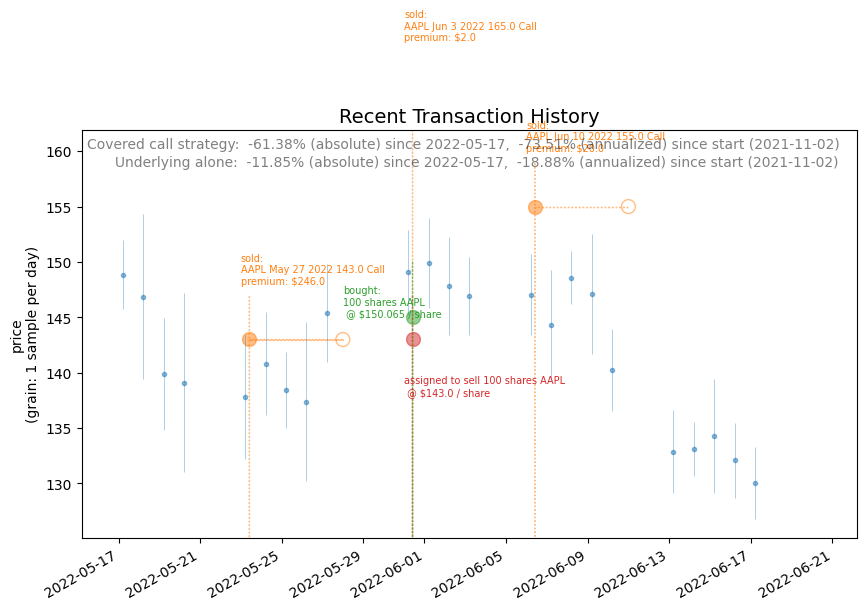 sold:
AAPL Jun 3 2022 165.0 Call
premium: $2.0
Recent Transaction History
sold:
AAPL Jun 10 2022 155.0 Call
premium: $20.0
Covered call strategy:  -61.38% (absolute) since 2022-05-17,  -73.51% (annualized) since start (2021-11-02)
Underlying alone:  -11.85% (absolute) since 2022-05-17,  -18.88% (annualized) since start (2021-11-02)
160
155
150
145
140
135
130
price
(grain: 1 sample per day)
sold:
AAPL May 27 2022 143.0 Call
premium: $246.0
bought:
100 shares AAPL
@ $150.065 / share
assigned to sell 100 shares AAPL
@ $143.0 / share
2022-05-17
2022-05-21
2022-05-25
2022-05-29
2022-06-01
2022-06-05
2022-06-09
2022-06-13
2022-06-17
2022-06-21